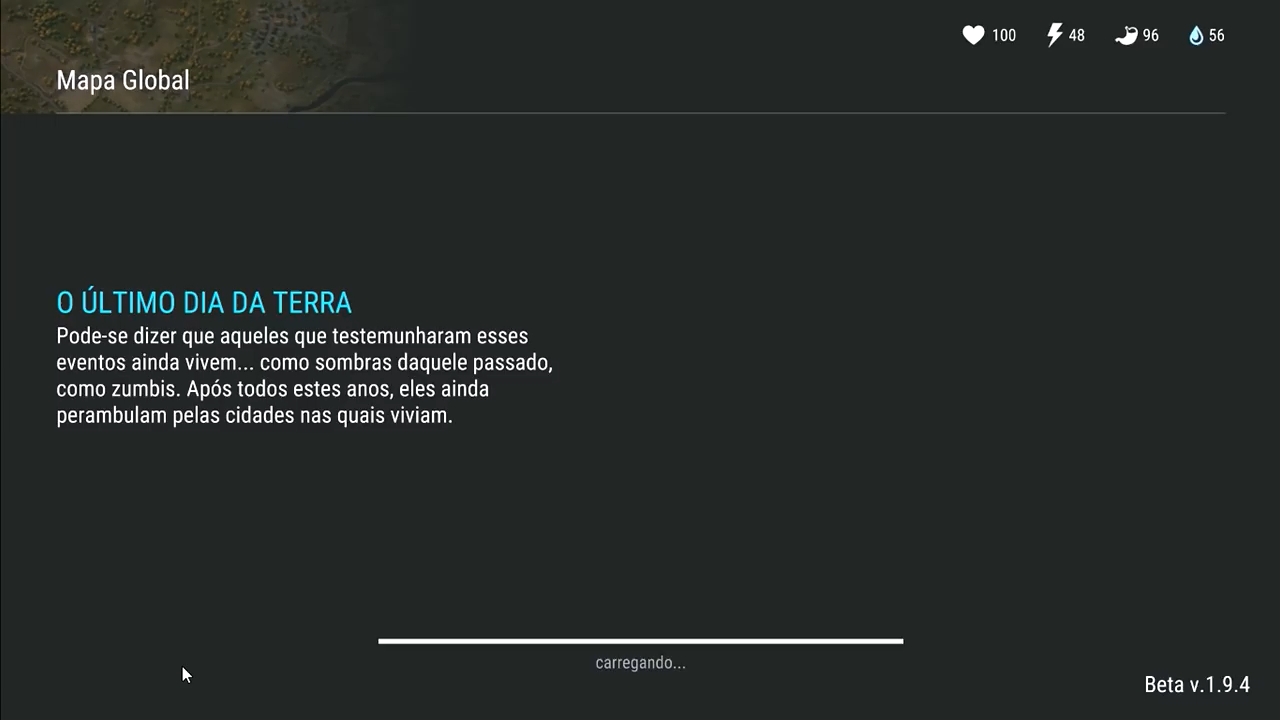 100 48 96 56
Mapa Global
O ÚLTIMO DIA DA TERRA
Pode-se dizer que aqueles que testemunharam esses
eventos ainda vivem... como sombras daquele passado,
como zumbis. Após todos estes anos, eles ainda
perambulam pelas cidades nas quais viviam.
carregando...
Beta v.1.9.4